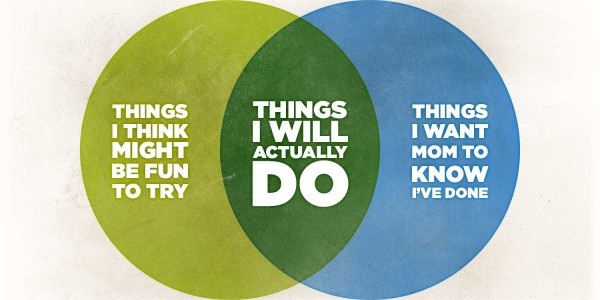 THINGS
I THINK
MIGHT
BE FUN
TO TRY
THINGS
I WILL
ACTUALLY
DO
THINGS
I WANT
MOM TO
KNOW
I'VE DONE